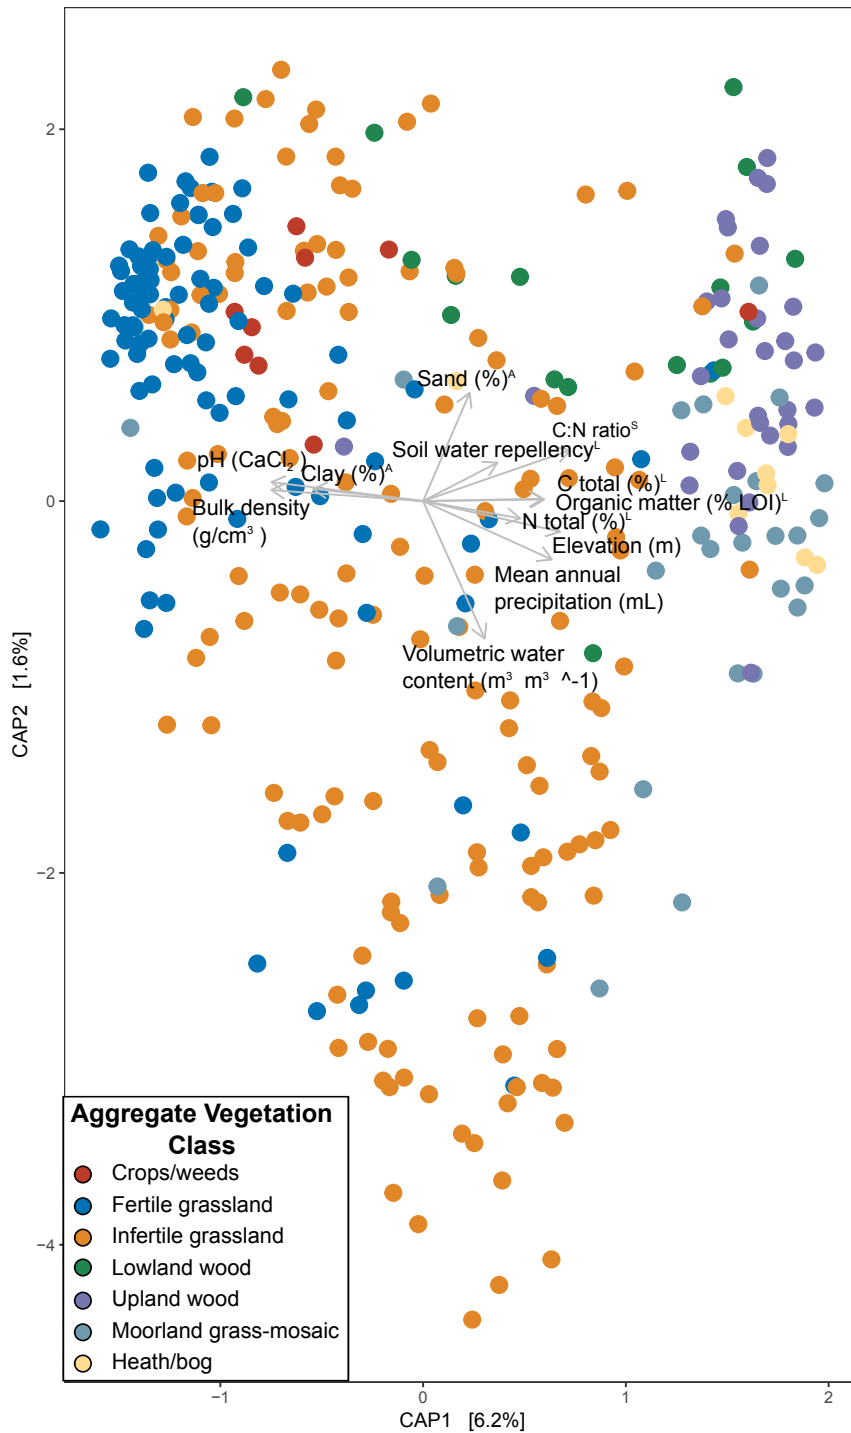 2
Sand (%)ᴬ
C:N ratioˢ
Soil water repellencyᴸ
pH (CaCl₂ )
Clay (%)ᴬ
C total (%)ᴸ
Organic matter (% LOI)ᴸ
0
Bulk density
(g/cm³ )
N total (%)ᴸ
Elevation (m)
Mean annual
precipitation (mL)
Volumetric water
content (m³ m³ ^-1)
CAP2 [1.6%]
−2
−4
Aggregate Vegetation
Class
Crops/weeds
Fertile grassland
Infertile grassland
Lowland wood
Upland wood
Moorland grass-mosaic
Heath/bog
−1 0 1 2
CAP1 [6.2%]